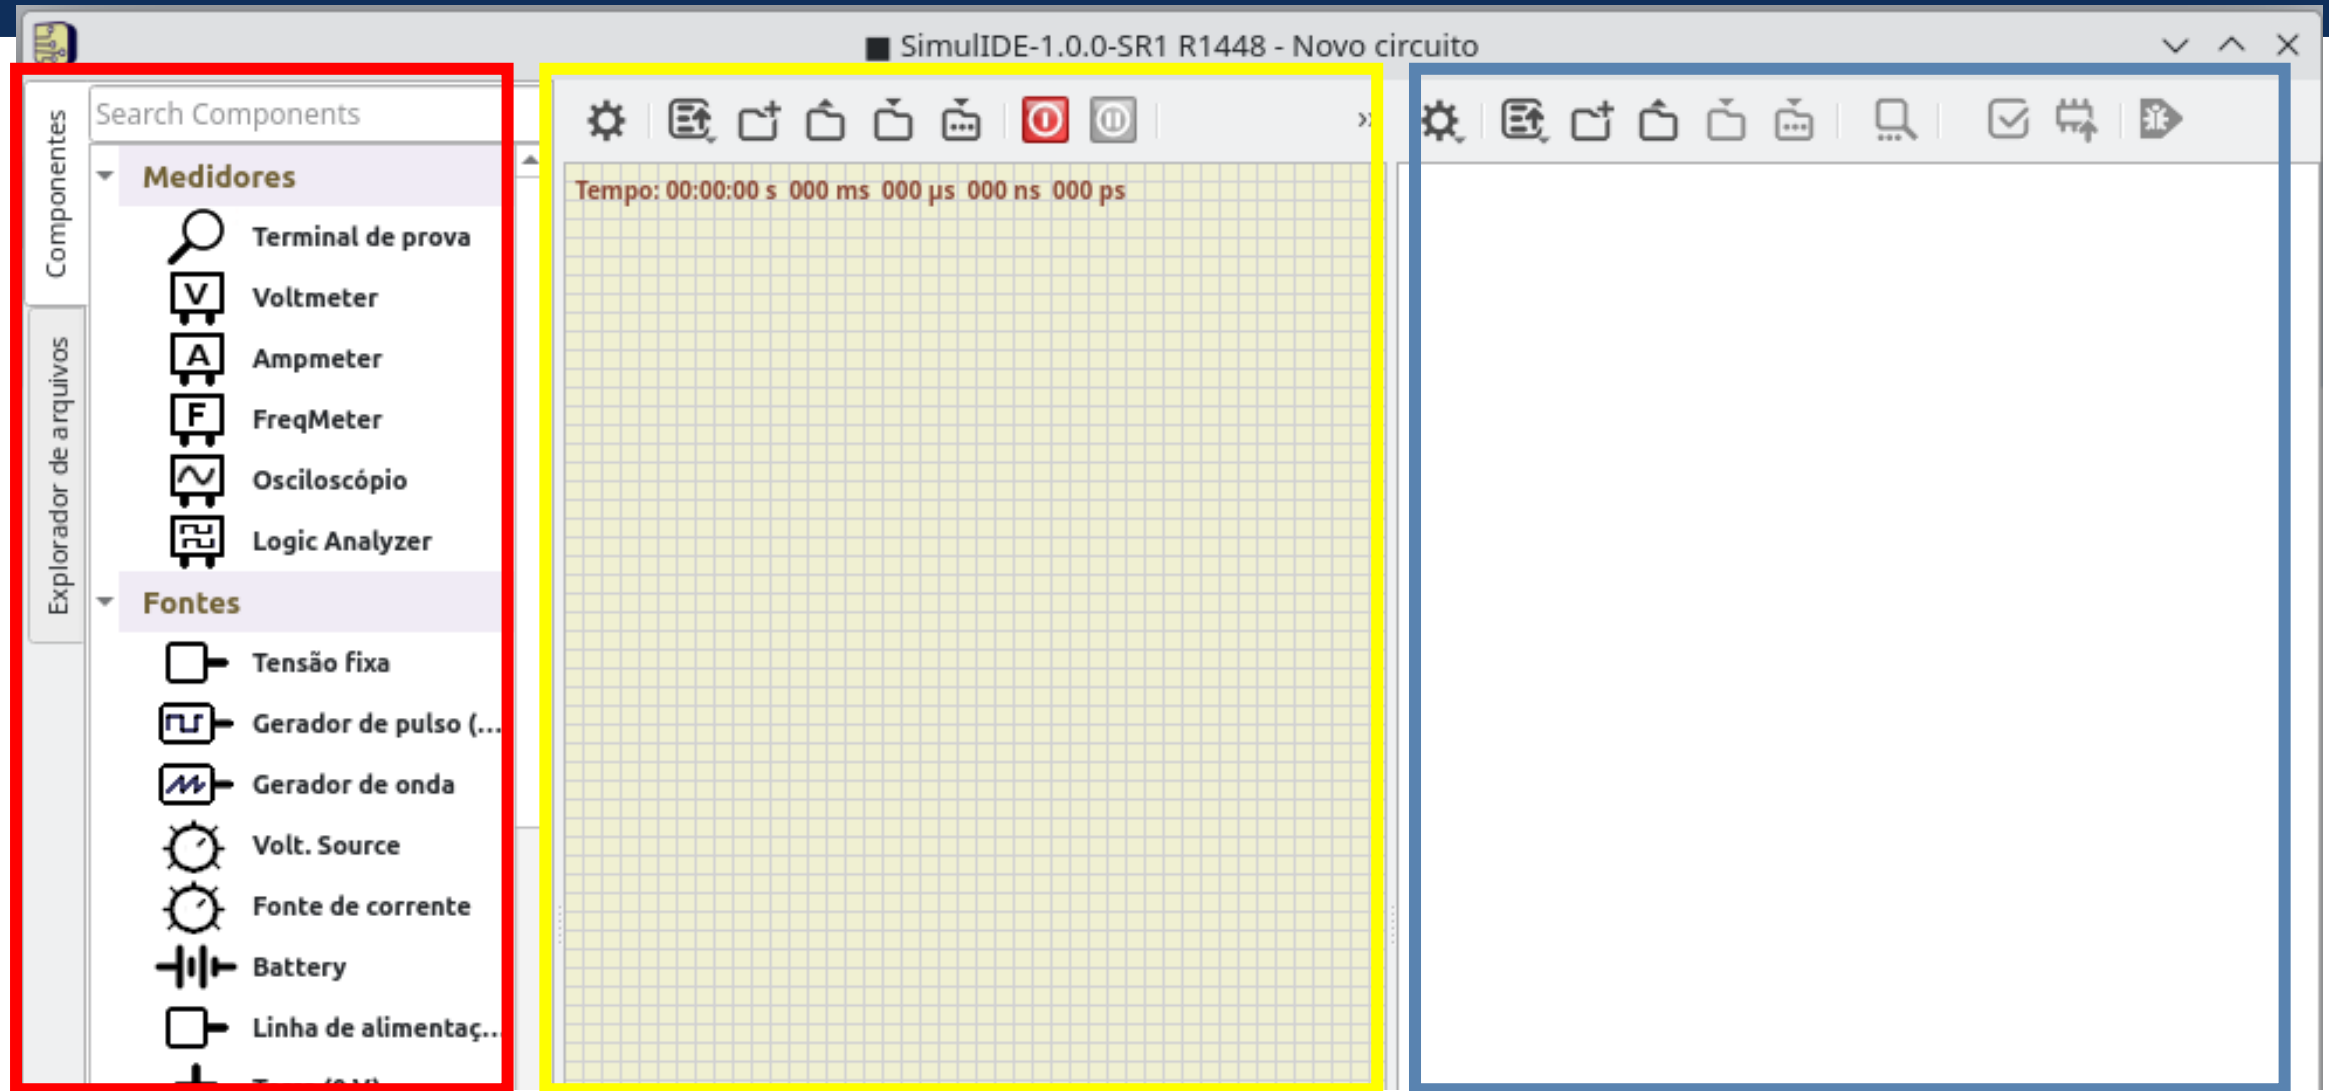 SimulIDE-1.0.0-SR1 R1448 - Novo circuito
Componentes
Explorador de arquivos
Search Components
Medidores
Terminal de prova
V Voltmeter
A Ampmeter
F FreqMeter
Osciloscópio
Logic Analyzer
Fontes
Tensão fixa
Gerador de pulso (...
Gerador de onda
Volt. Source
Fonte de corrente
Battery
Linha de alimentaç...
Tempo: 00:00:00 s 000 ms 000 µs 000 ns 000 ps